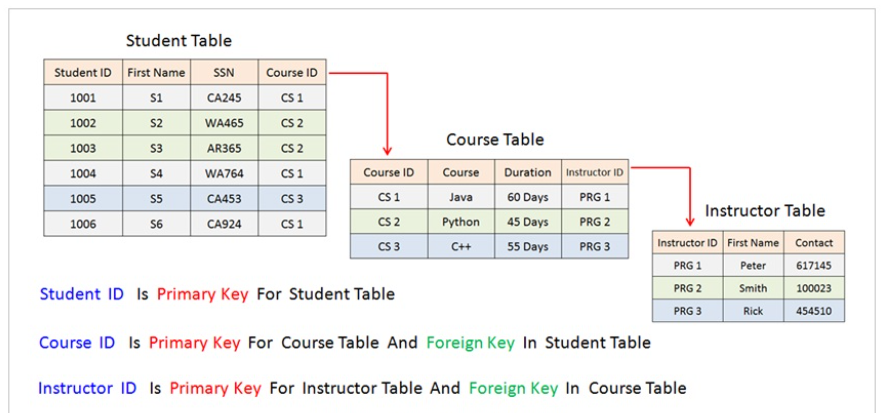 Student Table
Student ID First Name SSN Course ID
1001 S1 CA245 CS 1
1002 S2 WA465 CS 2
1003 S3 AR365 CS 2
1004 S4 WA764 CS 1
1005 S5 CA453 CS 3
1006 S6 CA924 CS 1
Course Table
Course ID Course Duration Instructor ID
CS 1 Java 60 Days PRG 1
CS 2 Python 45 Days PRG 2
CS 3 C++ 55 Days PRG 3
Instructor Table
Instructor ID First Name Contact
PRG 1 Peter 617145
PRG 2 Smith 100023
PRG 3 Rick 454510
Student ID Is Primary Key For Student Table
Course ID Is Primary Key For Course Table And Foreign Key In Student Table
Instructor ID Is Primary Key For Instructor Table And Foreign Key In Course Table